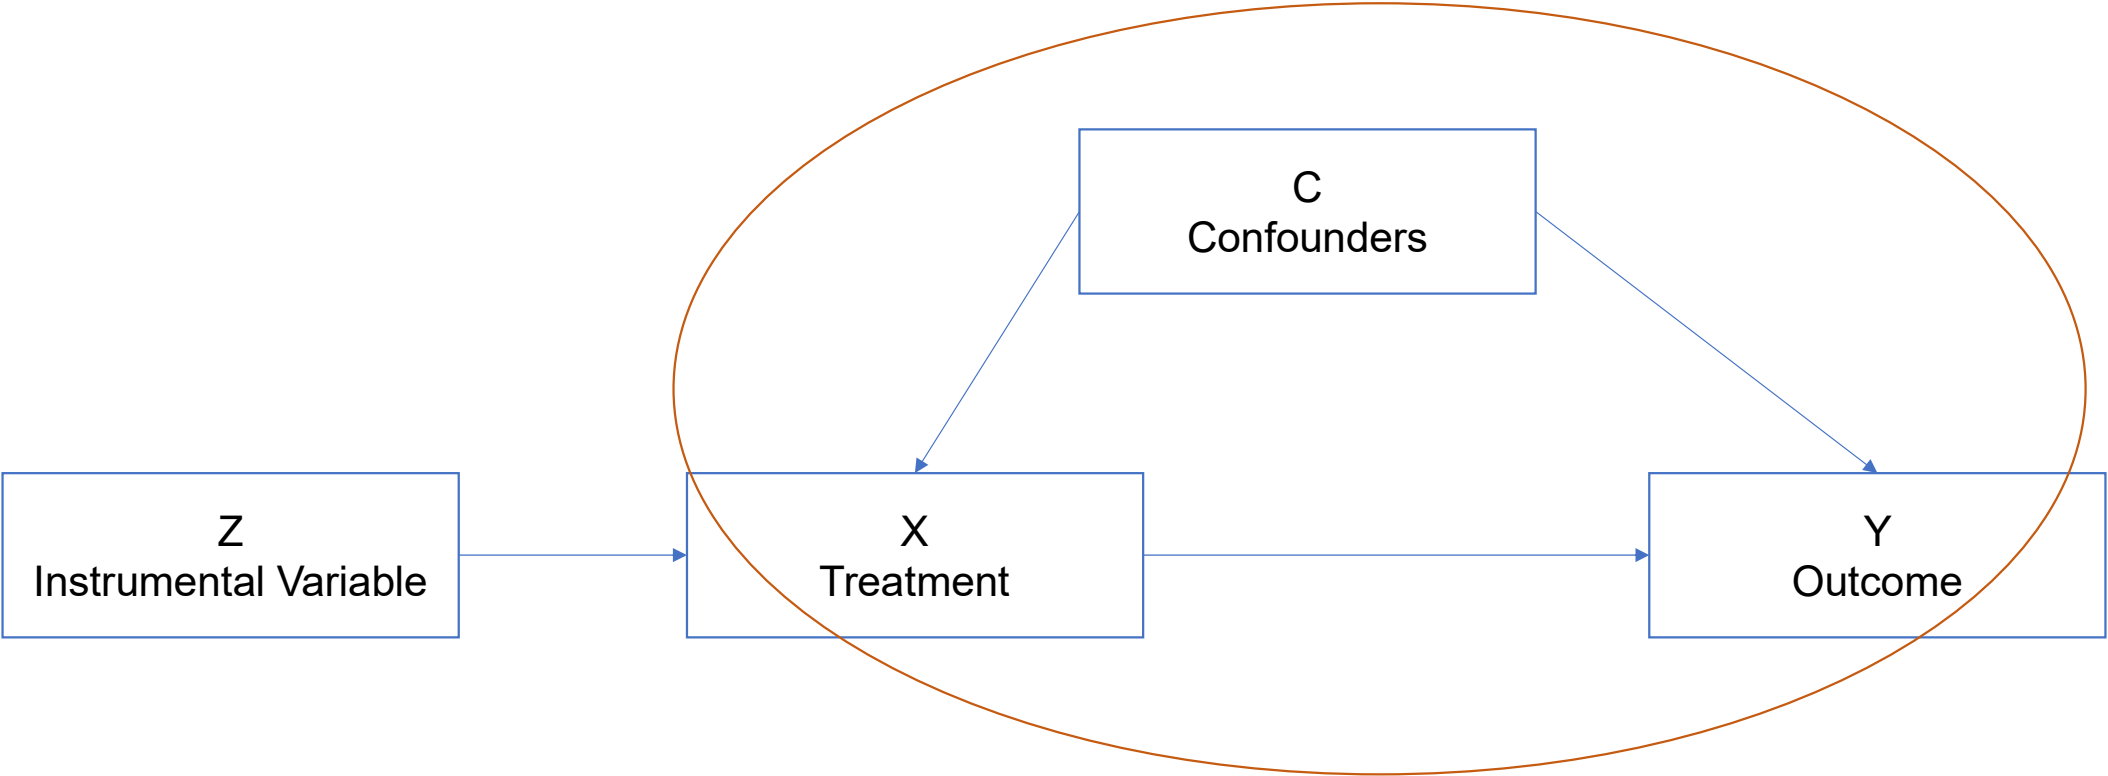 C
Confounders
Z
Instrumental Variable
X
Treatment
Y
Outcome